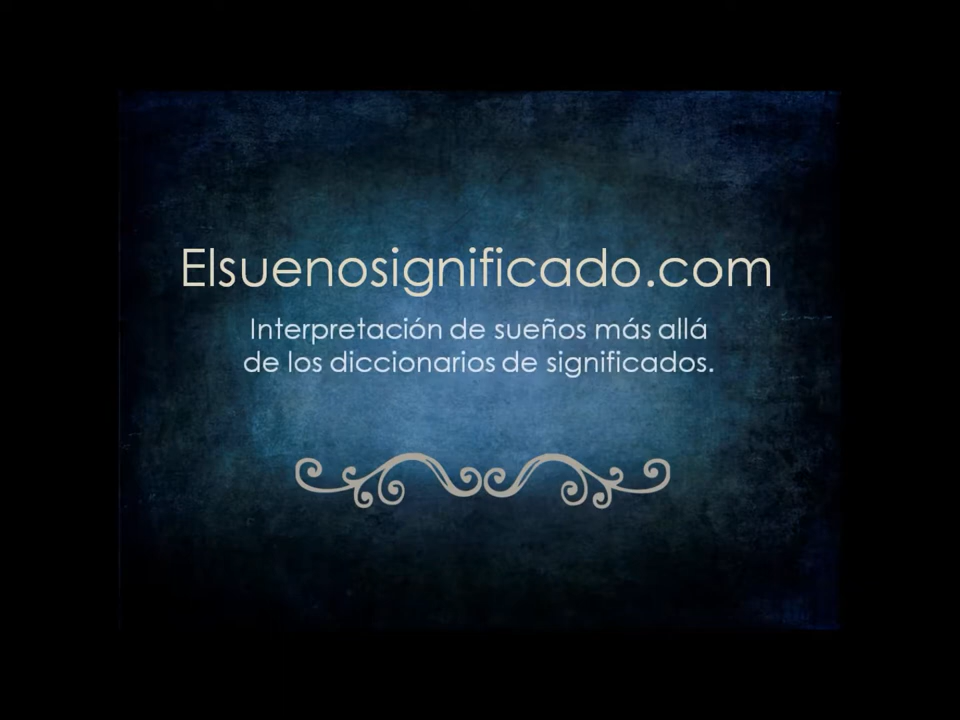 Elsuenosignificado.com
Interpretación de sueños más allá
de los diccionarios de significados.